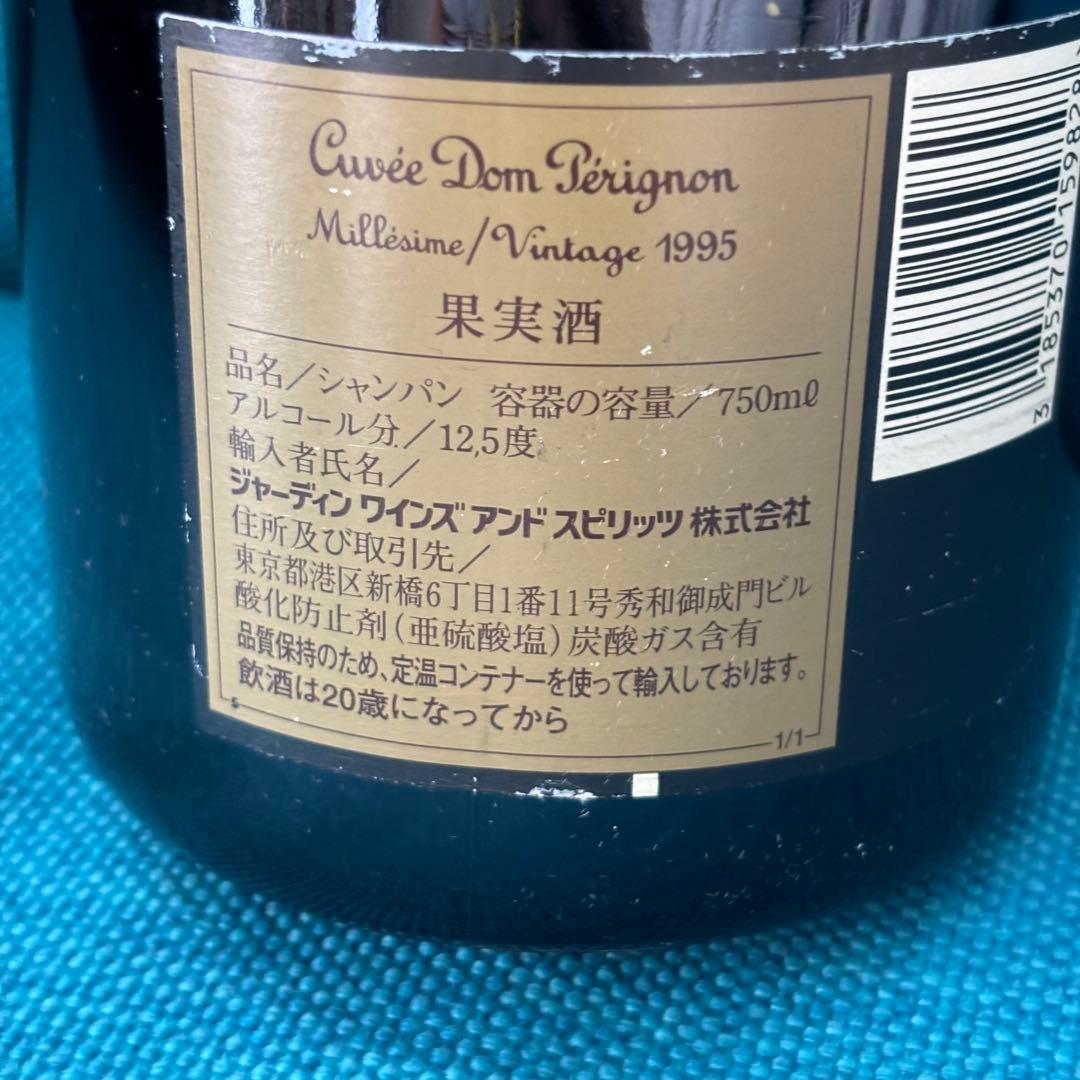 Cuvée Dom Pérignon
Millésime/Vintage 1995
果実酒
品名／シャンパン 容器の容量／750mℓ
アルコール分／12,5度
輸入者氏名／
ジャーディン ワインズ アンド スピリッツ 株式会社
住所及び取引先／
東京都港区新橋6丁目1番11号秀和御成門ビル
酸化防止剤(亜硫酸塩)炭酸ガス含有
品質保持のため、定温コンテナーを使って輸入しております。
飲酒は20歳になってから
s
1/1
3 185370 159828